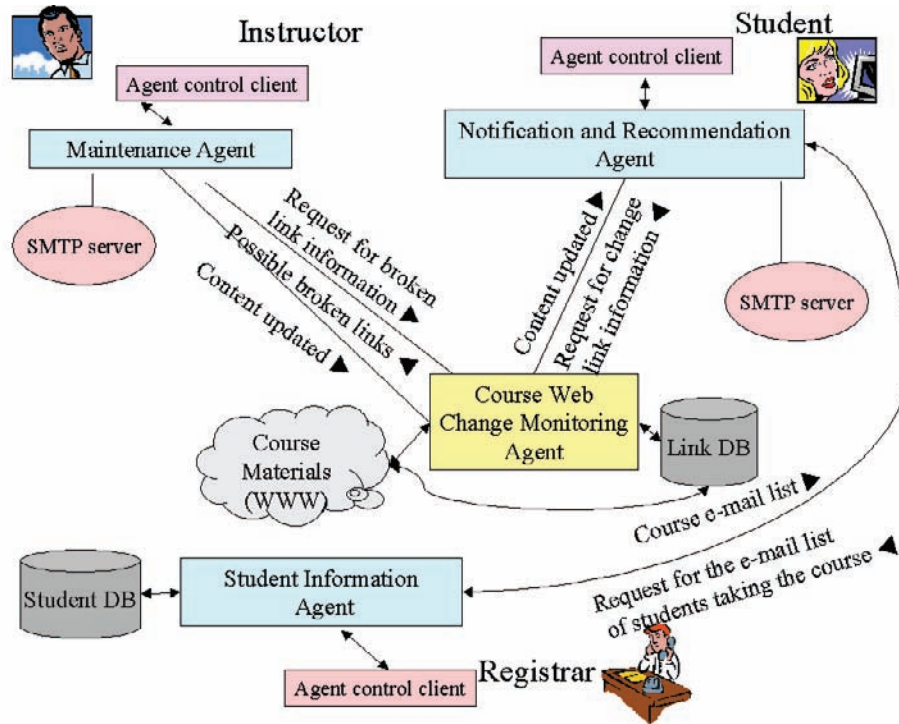 Instructor
Student
Agent control client
Agent control client
Maintenance Agent
Notification and Recommendation
Agent
SMTP server
SMTP server
Request for broken
link information
Possible broken links
Content updated
Content updated
Request for change
link information
Course Web
Change Monitoring
Agent
Link DB
Course
Materials
(WWW)
Course e-mail list
Request for the e-mail list
of students taking the course
Student DB
Student Information
Agent
Agent control client
Registrar